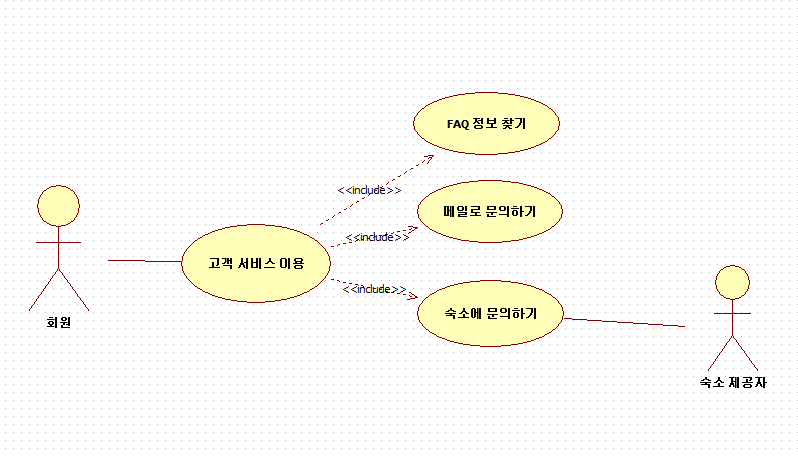 FAQ 정보 찾기
<<include>>
메일로 문의하기
<<include>>
고객 서비스 이용
<<include>>
숙소에 문의하기
회원
숙소 제공자